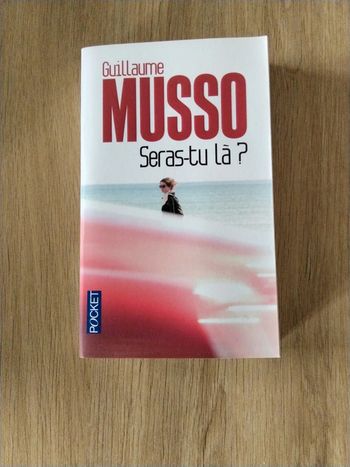 Guillaume
MUSSO
Seras-tu là ?
POCKET